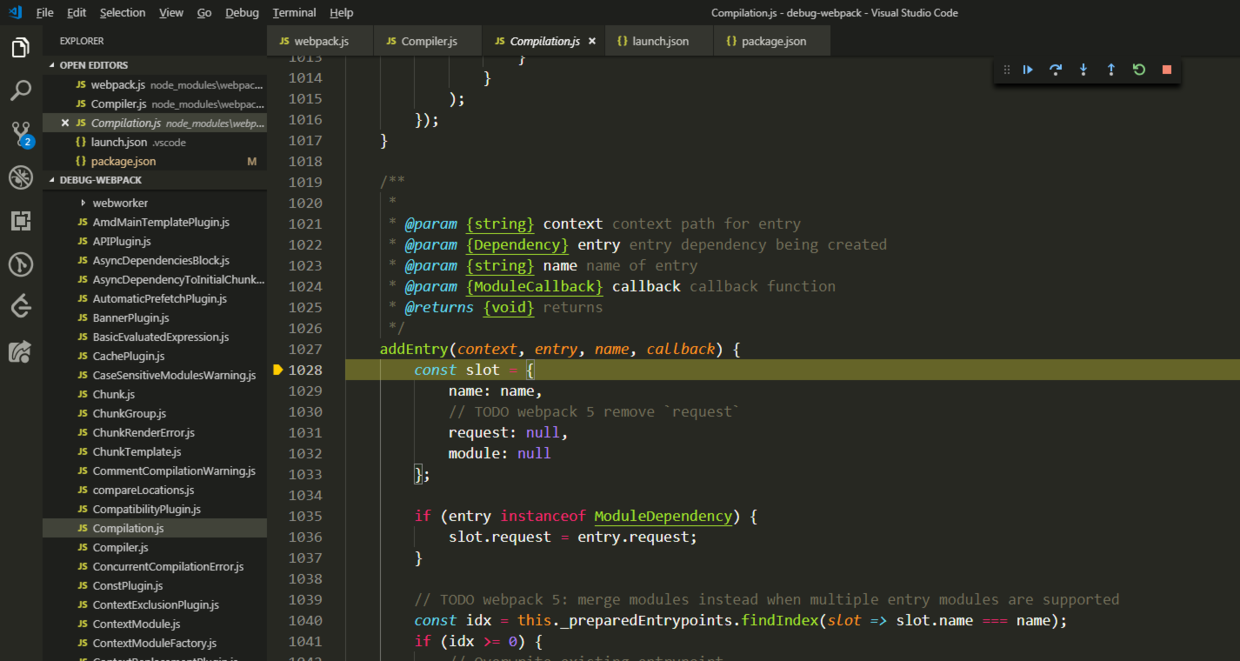 File Edit Selection View Go Debug Terminal Help
Compilation.js - debug-webpack - Visual Studio Code
EXPLORER
OPEN EDITORS
JS webpack.js node_modules\webpac...
JS Compiler.js node_modules\webpac...
× JS Compilation.js node_modules\webp...
{} launch.json .vscode
{} package.json M
2
DEBUG-WEBPACK
webworker
JS AmdMainTemplatePlugin.js
JS APIPlugin.js
JS AsyncDependenciesBlock.js
JS AsyncDependencyToInitialChunk...
JS AutomaticPrefetchPlugin.js
JS BannerPlugin.js
JS BasicEvaluatedExpression.js
JS CachePlugin.js
JS CaseSensitiveModulesWarning.js
JS Chunk.js
JS ChunkGroup.js
JS ChunkRenderError.js
JS ChunkTemplate.js
JS CommentCompilationWarning.js
JS compareLocations.js
JS CompatibilityPlugin.js
JS Compilation.js
JS Compiler.js
JS ConcurrentCompilationError.js
JS ConstPlugin.js
JS ContextExclusionPlugin.js
JS ContextModule.js
JS ContextModuleFactory.js
JS ContextReplacementPlugin.js
JS webpack.js JS Compiler.js JS Compilation.js × {} launch.json {} package.json
1013 }
1014 }
1015 );
1016 });
1017 }
1018
1019 /**
1020 *
1021 * @param {string} context context path for entry
1022 * @param {Dependency} entry entry dependency being created
1023 * @param {string} name name of entry
1024 * @param {ModuleCallback} callback callback function
1025 * @returns {void} returns
1026 */
1027 addEntry(context, entry, name, callback) {
1028 const slot = {
1029 name: name,
1030 // TODO webpack 5 remove `request`
1031 request: null,
1032 module: null
1033 };
1034
1035 if (entry instanceof ModuleDependency) {
1036 slot.request = entry.request;
1037 }
1038
1039 // TODO webpack 5: merge modules instead when multiple entry modules are supported
1040 const idx = this._preparedEntrypoints.findIndex(slot => slot.name === name);
1041 if (idx >= 0) {
1042 // Overwrite existing entrypoint